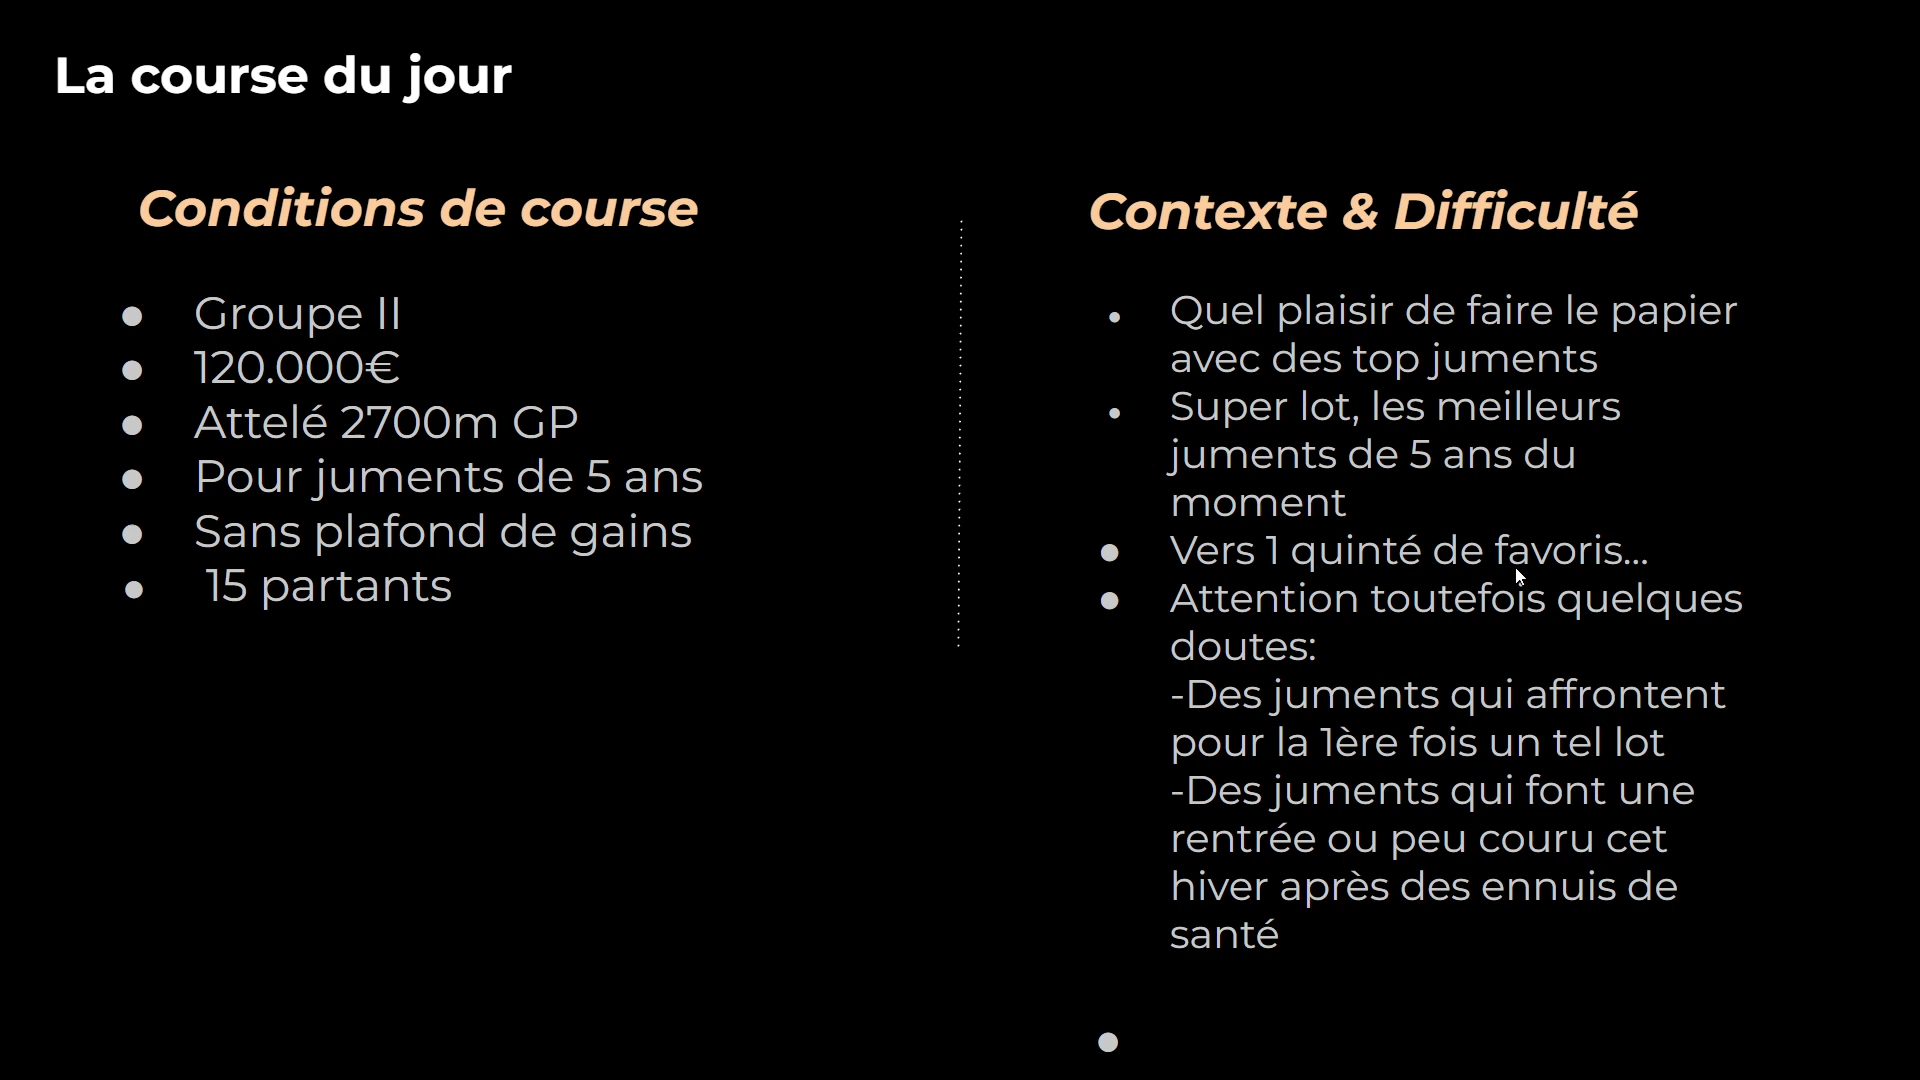 La course du jour
Conditions de course
● Groupe II
● 120.000€
● Attelé 2700m GP
● Pour juments de 5 ans
● Sans plafond de gains
● 15 partants
Contexte & Difficulté
● Quel plaisir de faire le papier
avec des top juments
● Super lot, les meilleurs
juments de 5 ans du
moment
● Vers 1 quinté de favoris...
● Attention toutefois quelques
doutes:
-Des juments qui affrontent
pour la 1ère fois un tel lot
-Des juments qui font une
rentrée ou peu couru cet
hiver après des ennuis de
santé
●